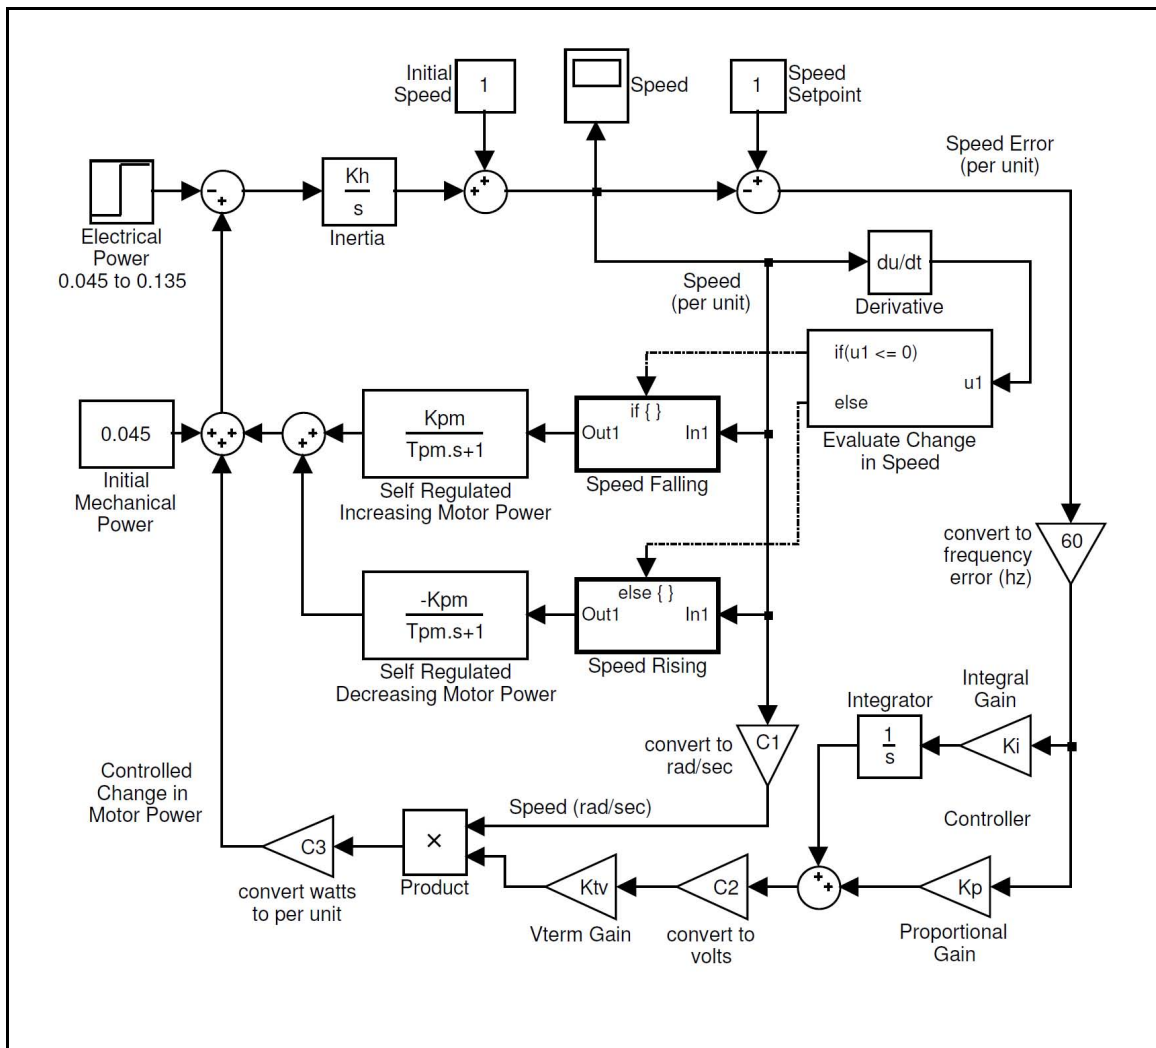 Initial
Speed
1
Speed
1
Speed
Setpoint
Speed Error
(per unit)
Electrical
Power
0.045 to 0.135
-
+
Kh
s
Inertia
+
+
-
+
Speed
(per unit)
du/dt
Derivative
if(u1 <= 0)
u1
else
Evaluate Change
in Speed
0.045
Initial
Mechanical
Power
+
+
+
+
+
Kpm
Tpm.s+1
Self Regulated
Increasing Motor Power
if { }
Out1
In1
Speed Falling
convert to
frequency
error (hz)
60
-Kpm
Tpm.s+1
Self Regulated
Decreasing Motor Power
else { }
Out1
In1
Speed Rising
Integral
Gain
Integrator
1
s
Ki
convert to
rad/sec
C1
Controlled
Change in
Motor Power
Speed (rad/sec)
Controller
C3
convert watts
to per unit
×
Product
Ktv
Vterm Gain
C2
convert to
volts
+
+
Kp
Proportional
Gain